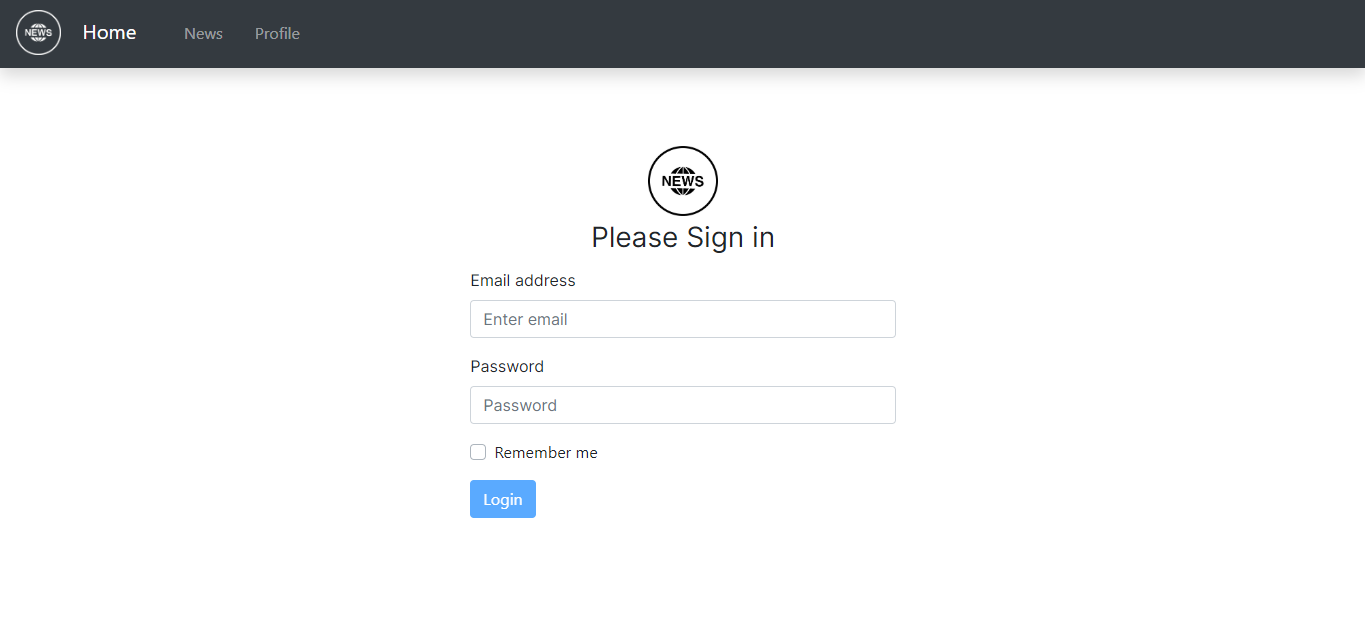 NEWS Home News Profile
NEWS
Please Sign in
Email address
Enter email
Password
Password
Remember me
Login